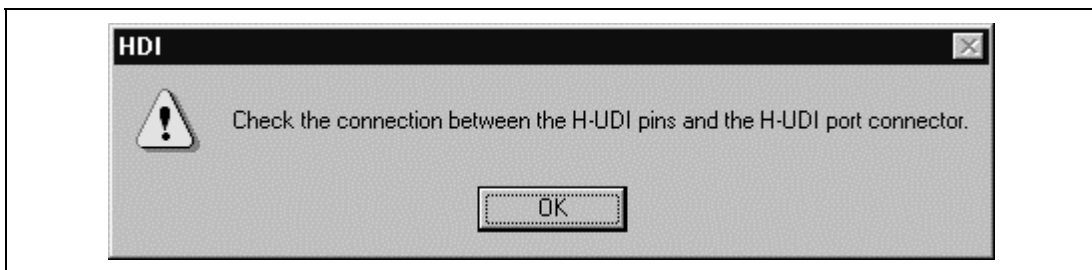 HDI
Check the connection between the H-UDI pins and the H-UDI port connector.
OK